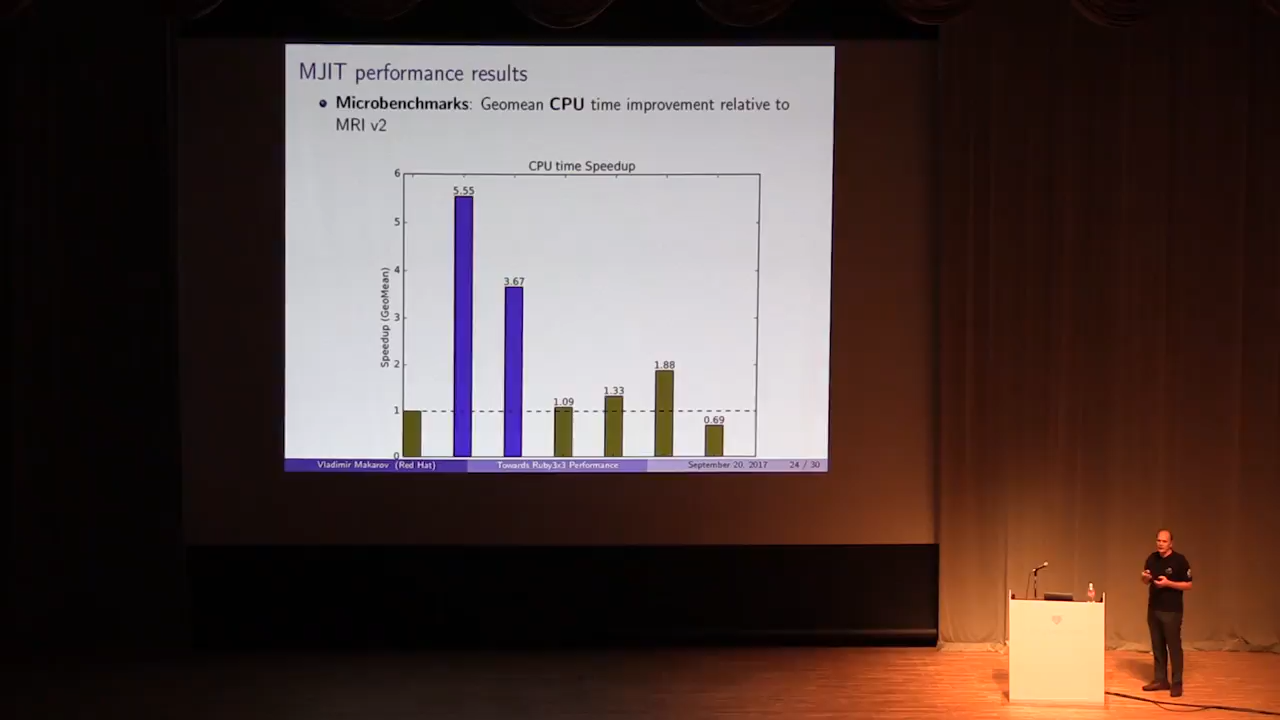 MJIT performance results
Microbenchmarks: Geomean CPU time improvement relative to
MRI v2
CPU time Speedup
Speedup (GeoMean)
6
5
4
3
2
1
0
5.55
3.67
1.09
1.33
1.88
0.69
Vladimir Makarov (Red Hat)
Towards Ruby3x3 Performance
September 20, 2017
24 / 30